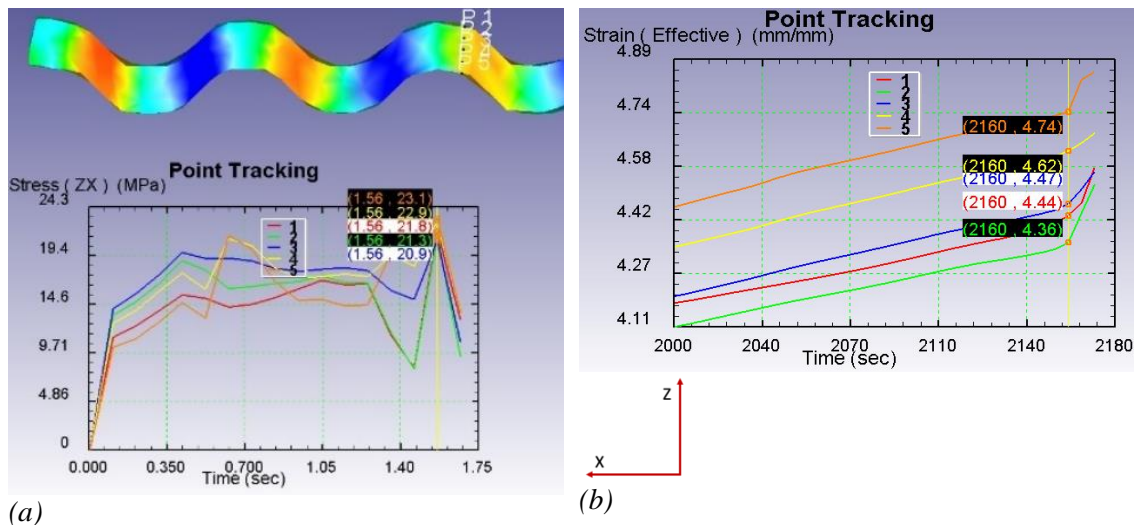 P 1
P 2
P 3
P 4
P 5
Point Tracking
Stress ( ZX ) (MPa)
24.3
19.4
14.6
9.71
4.86
0
1
2
3
4
5
(1.56 , 23.1)
(1.56 , 22.9)
(1.56 , 21.8)
(1.56 , 21.3)
(1.56 , 20.9)
0.000 0.350 0.700 1.05 1.40 1.75
Time (sec)
(a)
Point Tracking
Strain ( Effective ) (mm/mm)
4.89
4.74
4.58
4.42
4.27
4.11
1
2
3
4
5
(2160 , 4.74)
(2160 , 4.62)
(2160 , 4.47)
(2160 , 4.44)
(2160 , 4.36)
2000 2040 2070 2110 2140 2180
Time (sec)
Z
X
(b)